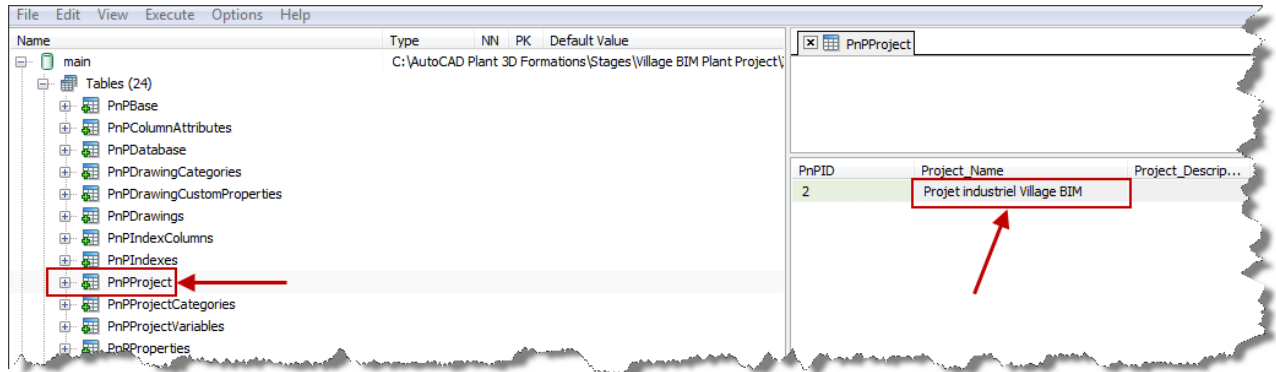 File Edit View Execute Options Help
Name Type NN PK Default Value
main C:\AutoCAD Plant 3D Formations\Stages\Village BIM Plant Project\
Tables (24)
PnPBase
PnPColumnAttributes
PnPDatabase
PnPDrawingCategories
PnPDrawingCustomProperties
PnPDrawings
PnPIndexColumns
PnPIndexes
PnPProject
PnPProjectCategories
PnPProjectVariables
PnPProperties
PnPProject
PnPID Project_Name Project_Descrip...
2 Projet industriel Village BIM